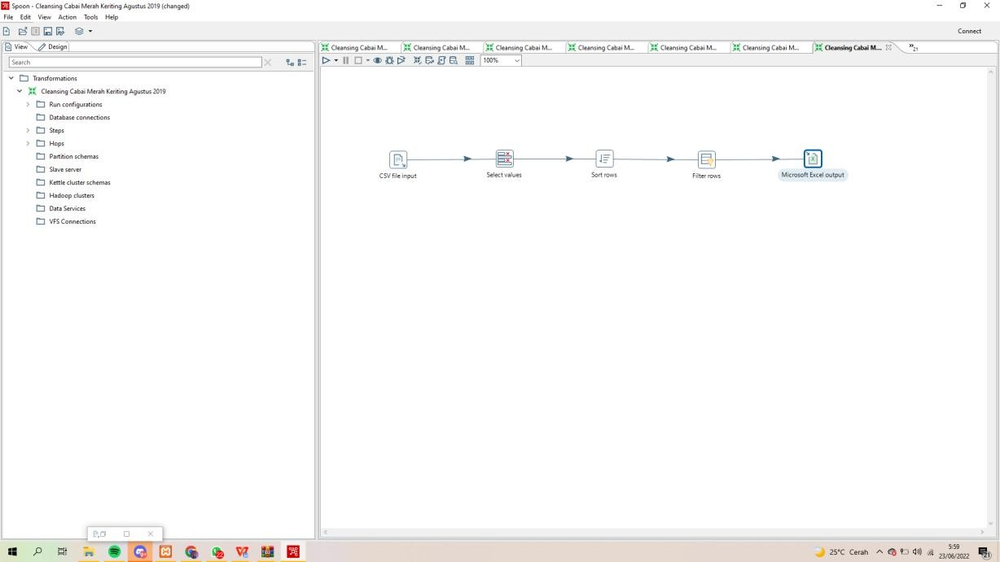 Spoon - Cleansing Cabai Merah Keriting Agustus 2019 (changed)
File Edit View Action Tools Help
Connect
View Design
Cleansing Cabai M... Cleansing Cabai M... Cleansing Cabai M... Cleansing Cabai M... Cleansing Cabai M... Cleansing Cabai M... Cleansing Cabai M... »21
Search
100%
Transformations
Cleansing Cabai Merah Keriting Agustus 2019
Run configurations
Database connections
Steps
Hops
Partition schemas
Slave server
Kettle cluster schemas
Hadoop clusters
Data Services
VFS Connections
CSV file input
Select values
Sort rows
Filter rows
Microsoft Excel output
25°C Cerah
5:59
23/06/2022
22
21